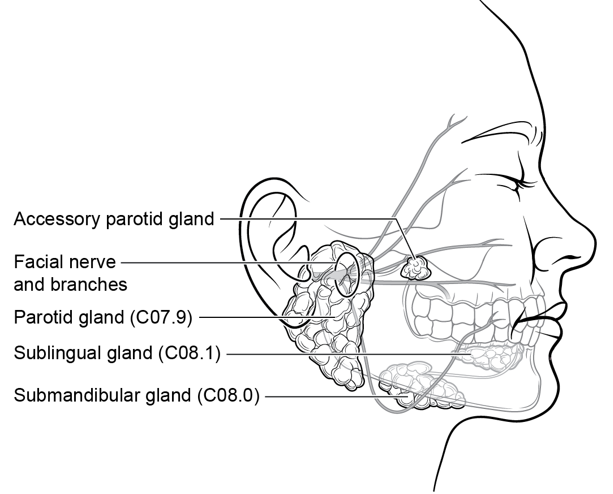 Accessory parotid gland
Facial nerve
and branches
Parotid gland (C07.9)
Sublingual gland (C08.1)
Submandibular gland (C08.0)